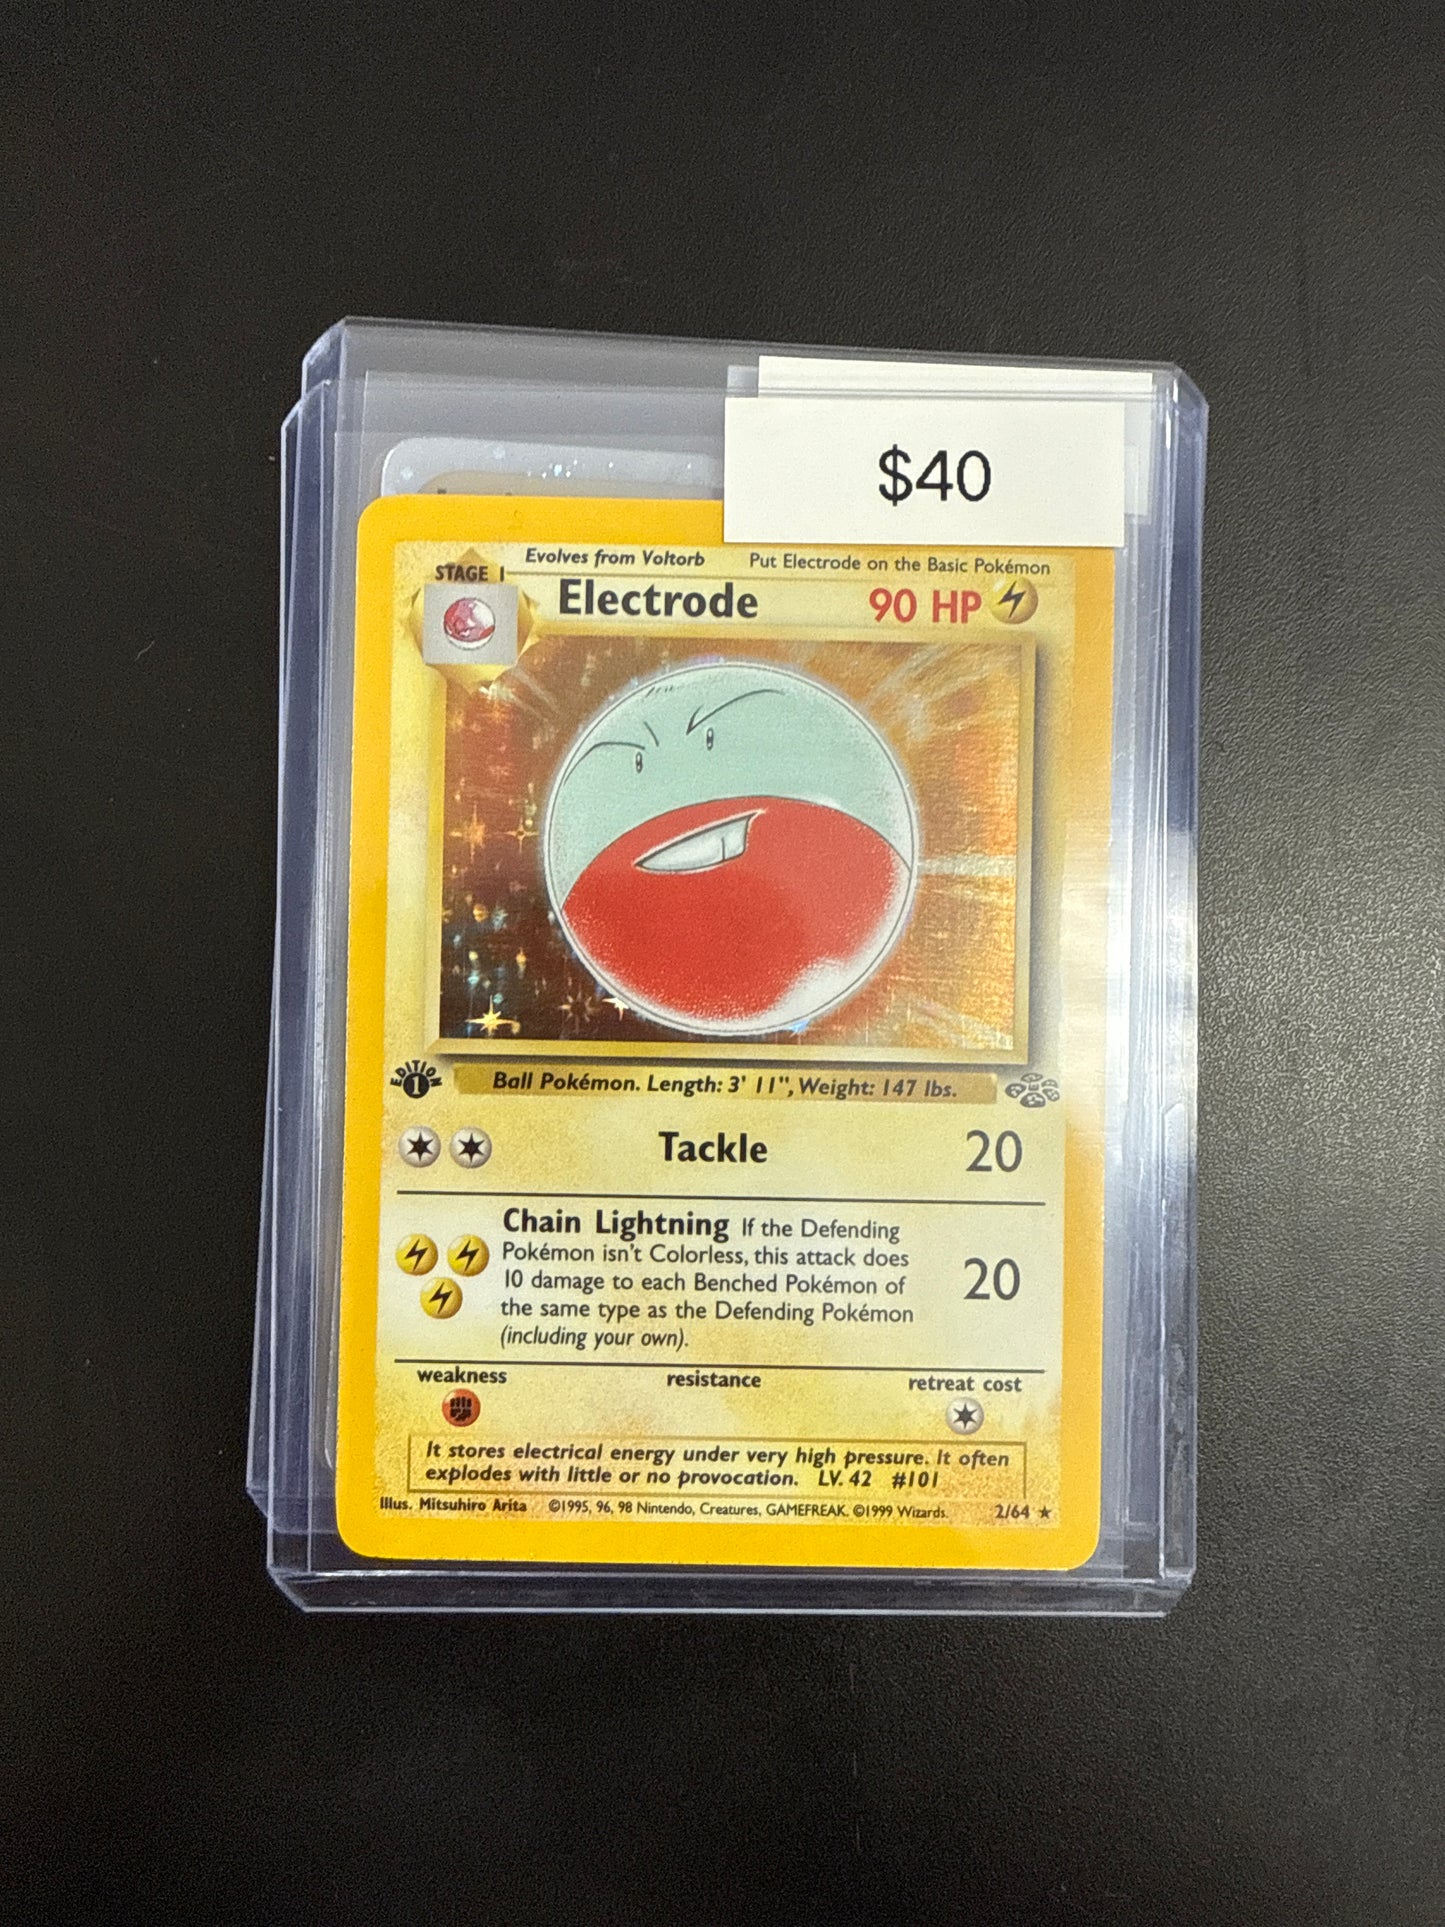 $40
Evolves from Voltorb Put Electrode on the Basic Pokémon
STAGE 1
Electrode 90 HP
EDITION
1
Ball Pokémon. Length: 3' 11", Weight: 147 lbs.
Tackle 20
Chain Lightning If the Defending
Pokémon isn't Colorless, this attack does
10 damage to each Benched Pokémon of
the same type as the Defending Pokémon
(including your own).
20
weakness resistance retreat cost
It stores electrical energy under very high pressure. It often
explodes with little or no provocation. LV. 42 #101
Illus. Mitsuhiro Arita ©1995, 96, 98 Nintendo, Creatures, GAMEFREAK. ©1999 Wizards. 2/64 ★